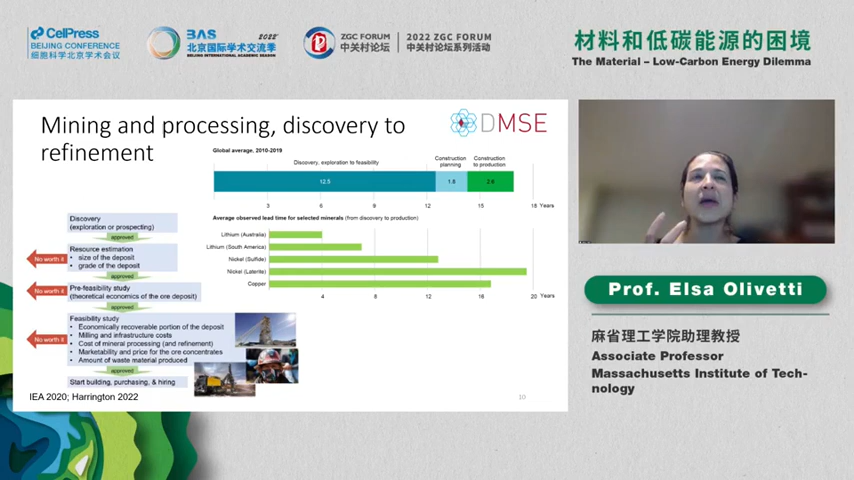 CellPress
BEIJING CONFERENCE
细胞科学北京学术会议
BAS 2022
北京国际学术交流季
BEIJING INTERNATIONAL ACADEMIC SEASON
ZGC FORUM
中关村论坛
2022 ZGC FORUM
中关村论坛系列活动
材料和低碳能源的困境
The Material – Low-Carbon Energy Dilemma
Mining and processing, discovery to
refinement
DMSE
Global average, 2010-2019
Discovery, exploration to feasibility
Construction
planning
Construction
to production
12.5
1.8
2.6
3 6 9 12 15 18 Years
Average observed lead time for selected minerals (from discovery to production)
Lithium (Australia)
Lithium (South America)
Nickel (Sulfide)
Nickel (Laterite)
Copper
4 8 12 16 20 Years
Discovery
(exploration or prospecting)
approved
Resource estimation
• size of the deposit
• grade of the deposit
No worth it
approved
Pre-feasibility study
(theoretical economics of the ore deposit)
No worth it
approved
Feasibility study
• Economically recoverable portion of the deposit
• Milling and infrastructure costs
• Cost of mineral processing (and refinement)
• Marketability and price for the ore concentrates
• Amount of waste material produced
No worth it
approved
Start building, purchasing, & hiring
IEA 2020; Harrington 2022
10
Prof. Elsa Olivetti
麻省理工学院助理教授
Associate Professor
Massachusetts Institute of Tech-
nology